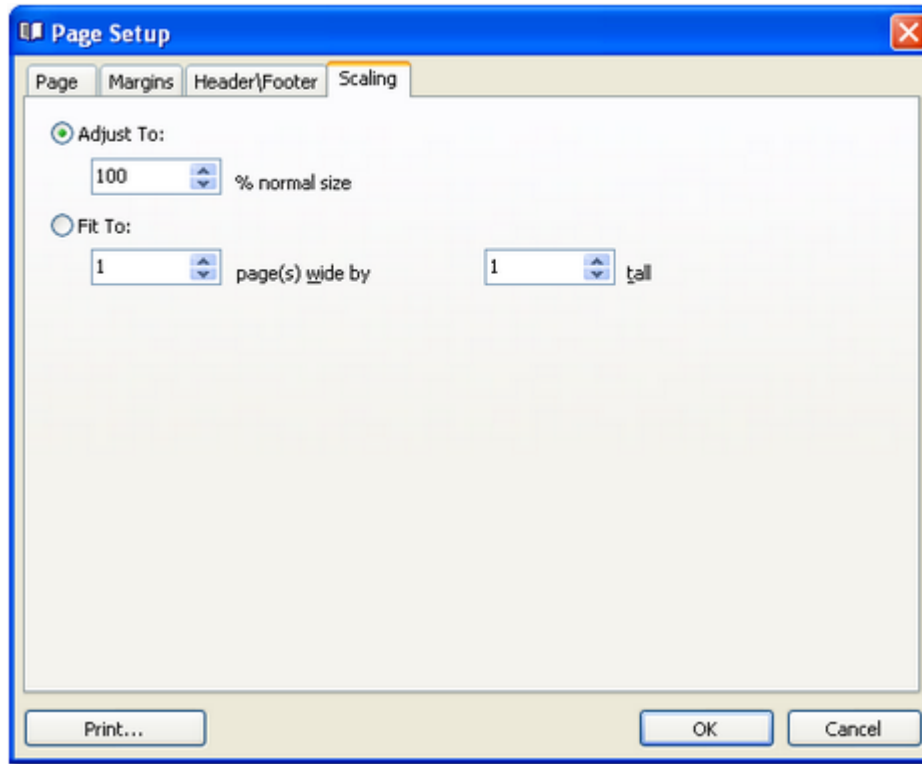 Page Setup
Page Margins Header\Footer Scaling
Adjust To:
100 % normal size
Fit To:
1 page(s) wide by 1 tall
Print... OK Cancel